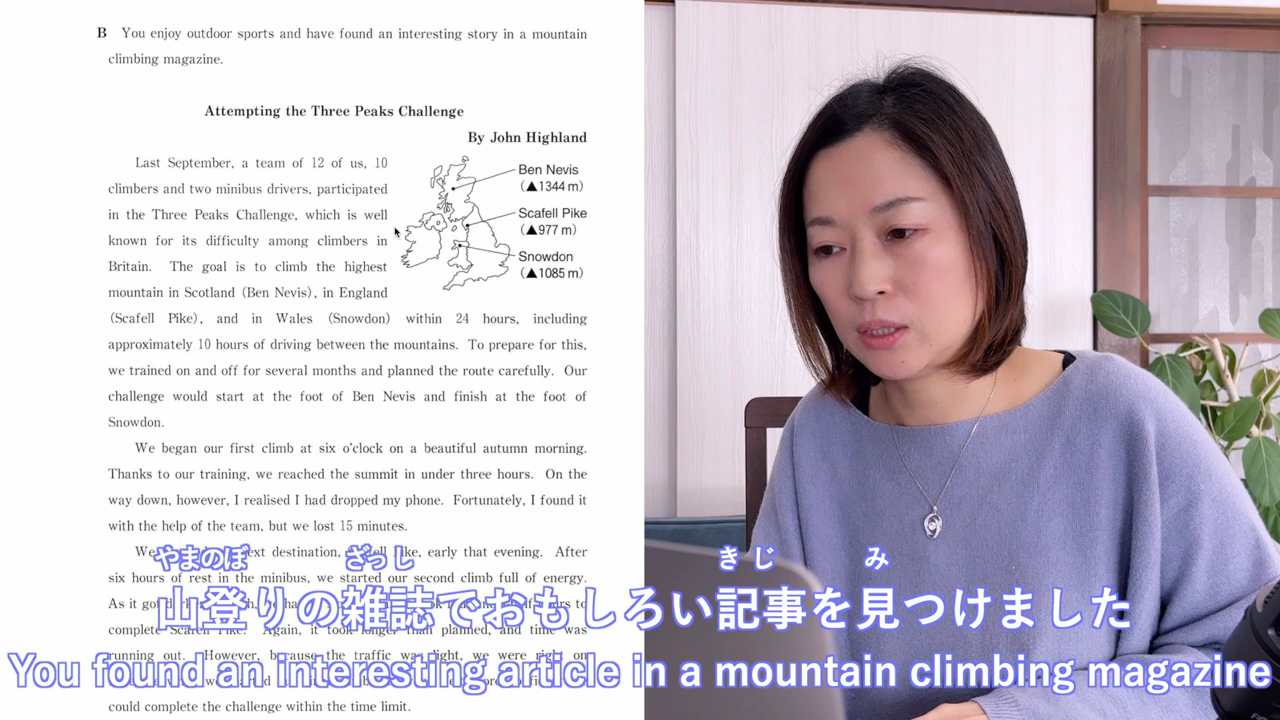 B You enjoy outdoor sports and have found an interesting story in a mountain
climbing magazine.
Attempting the Three Peaks Challenge
By John Highland
Last September, a team of 12 of us, 10
climbers and two minibus drivers, participated
in the Three Peaks Challenge, which is well
known for its difficulty among climbers in
Britain. The goal is to climb the highest
mountain in Scotland (Ben Nevis), in England
(Scafell Pike), and in Wales (Snowdon) within 24 hours, including
approximately 10 hours of driving between the mountains. To prepare for this,
we trained on and off for several months and planned the route carefully. Our
challenge would start at the foot of Ben Nevis and finish at the foot of
Snowdon.
Ben Nevis
(▲1344 m)
Scafell Pike
(▲977 m)
Snowdon
(▲1085 m)
We began our first climb at six o'clock on a beautiful autumn morning.
Thanks to our training, we reached the summit in under three hours. On the
way down, however, I realised I had dropped my phone. Fortunately, I found it
with the help of the team, but we lost 15 minutes.
We next destination, early that evening. After
six hours of rest in the minibus, we started our second climb full of energy.
As it got to
complete Scafell Pike. Again, it took longer than planned, and time was
running out. However, because the traffic was light, we were right on
could complete the challenge within the time limit.
やまのぼ ざっし きじ み
山登りの雑誌でおもしろい記事を見つけました
You found an interesting article in a mountain climbing magazine